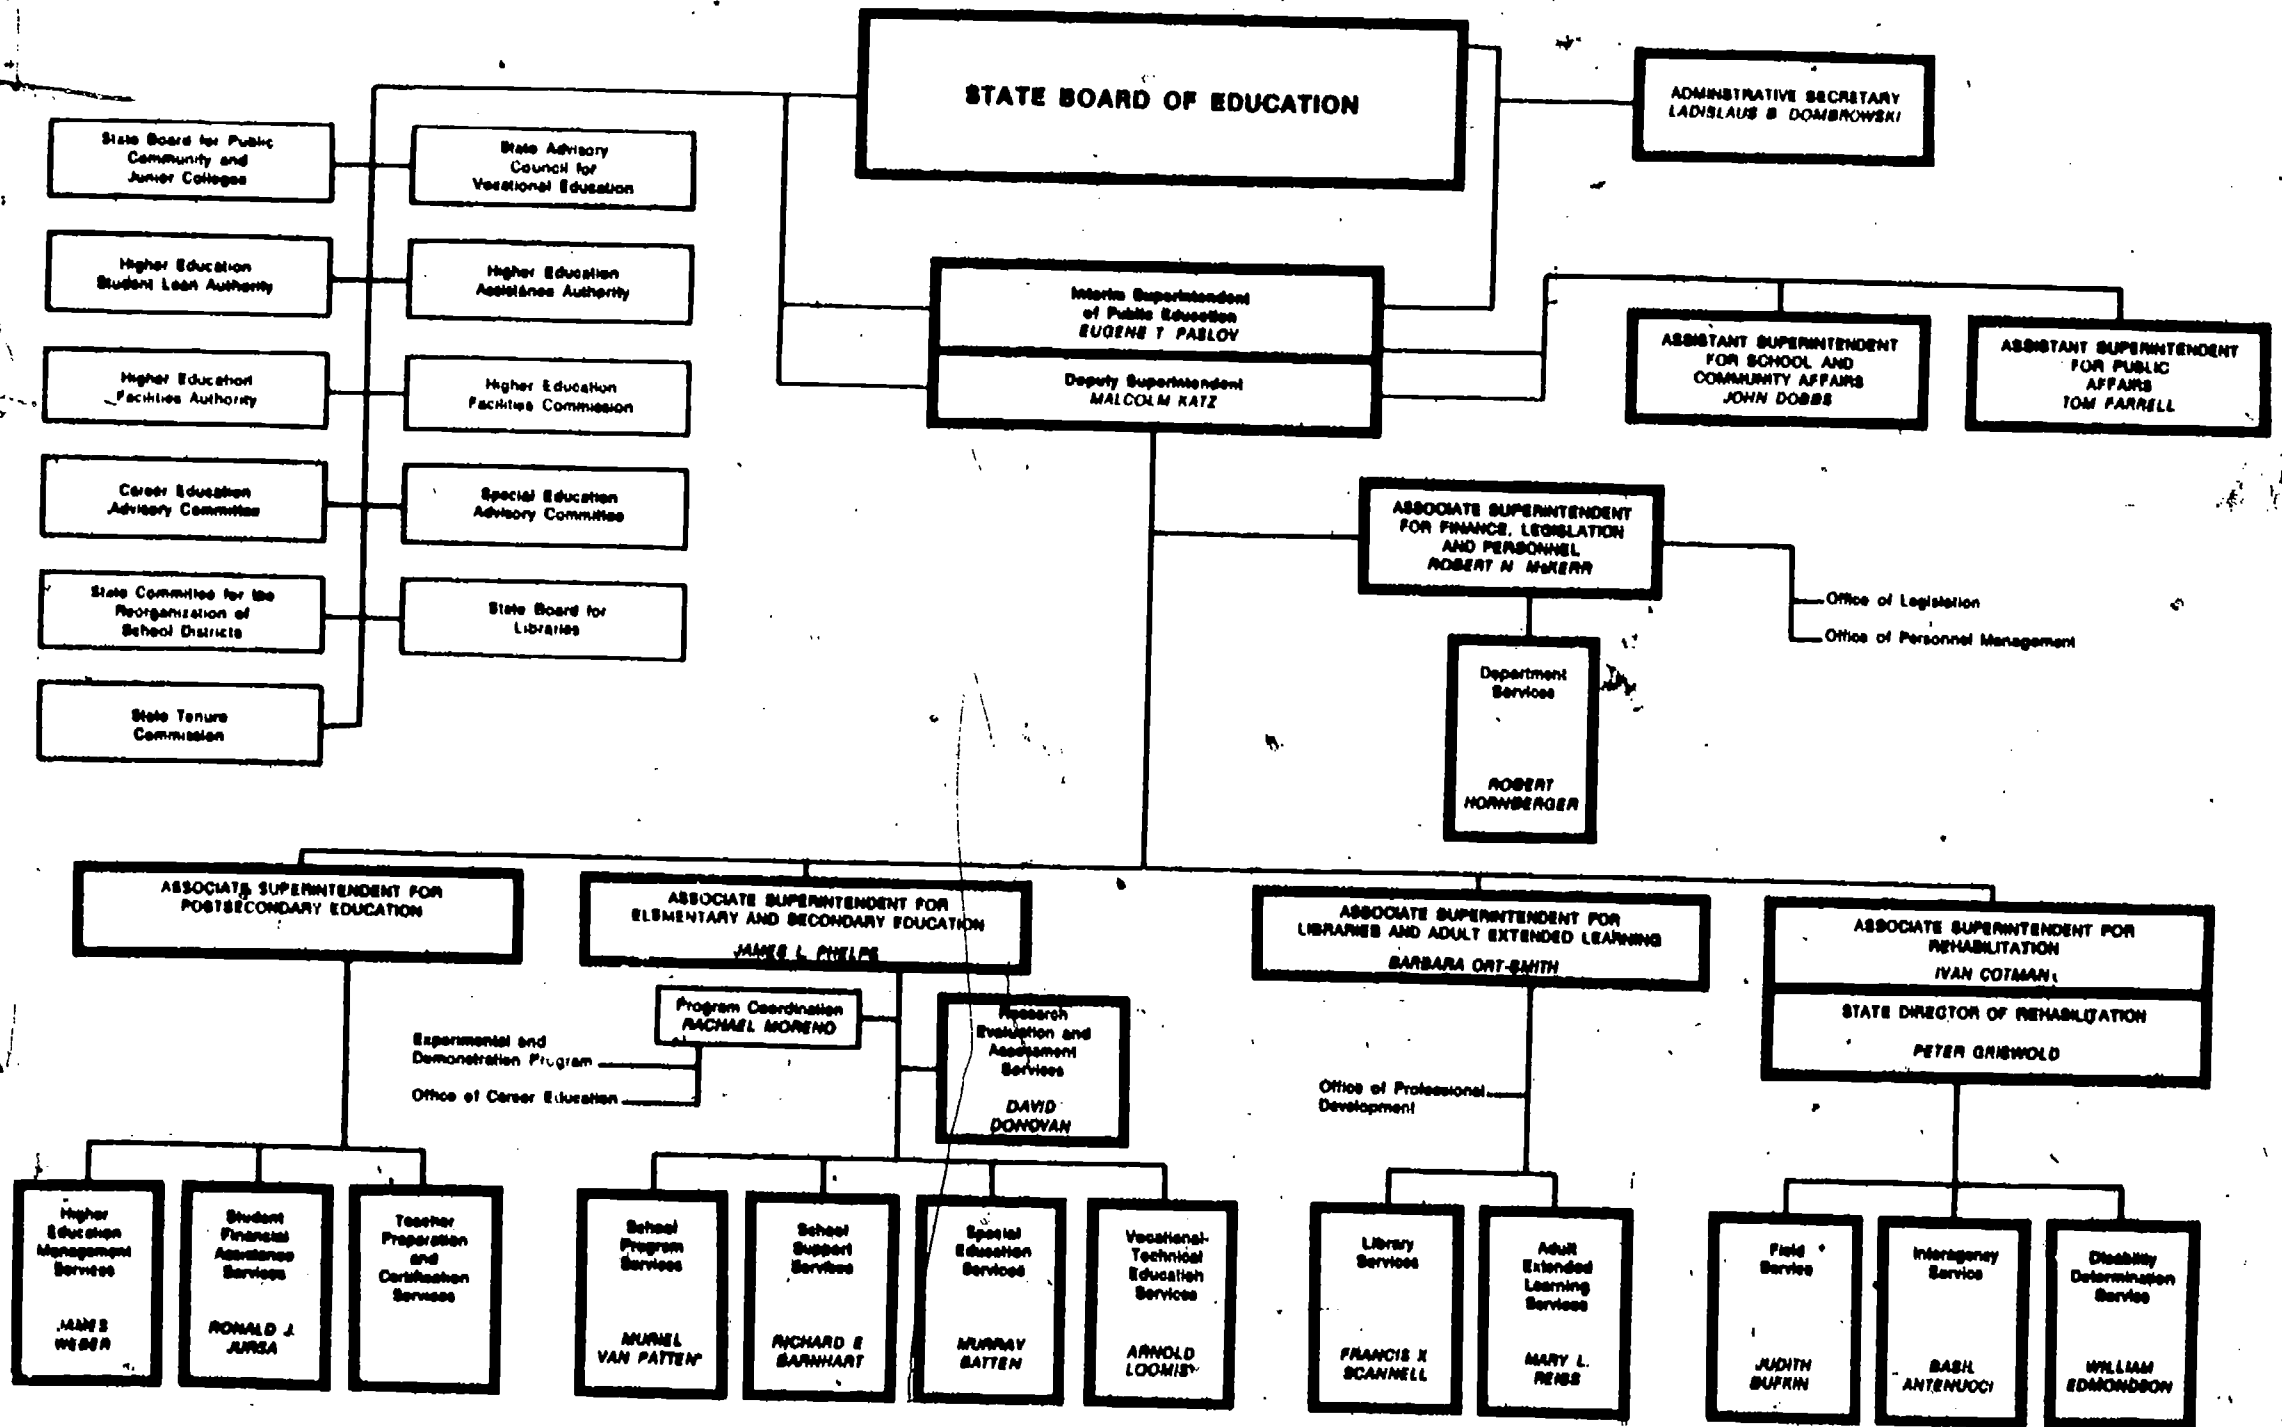 STATE BOARD OF EDUCATION
ADMINISTRATIVE SECRETARY
LADISLAUS B DOMBROWSKI
State Board for Public
Community and
Junior Colleges
State Advisory
Council for
Vocational Education
Higher Education
Student Loan Authority
Higher Education
Assistance Authority
Higher Education
Facilities Authority
Higher Education
Facilities Commission
Career Education
Advisory Committee
Special Education
Advisory Committee
State Committee for the
Reorganization of
School Districts
State Board for
Libraries
State Tenure
Commission
Interim Superintendent
of Public Education
EUGENE T PASLOV
Deputy Superintendent
MALCOLM KATZ
ASSISTANT SUPERINTENDENT
FOR SCHOOL AND
COMMUNITY AFFAIRS
JOHN DOBBS
ASSISTANT SUPERINTENDENT
FOR PUBLIC
AFFAIRS
TOM FARRELL
ASSOCIATE SUPERINTENDENT
FOR FINANCE, LEGISLATION
AND PERSONNEL
ROBERT N McKERR
Office of Legislation
Office of Personnel Management
Department
Services
ROBERT
HORNBERGER
ASSOCIATE SUPERINTENDENT FOR
POSTSECONDARY EDUCATION
ASSOCIATE SUPERINTENDENT FOR
ELEMENTARY AND SECONDARY EDUCATION
JAMES L PHELPS
ASSOCIATE SUPERINTENDENT FOR
LIBRARIES AND ADULT EXTENDED LEARNING
BARBARA ORT-SMITH
ASSOCIATE SUPERINTENDENT FOR
REHABILITATION
IVAN COTMAN
STATE DIRECTOR OF REHABILITATION
PETER GRISWOLD
Program Coordination
RACHAEL MORENO
Experimental and
Demonstration Program
Office of Career Education
Research
Evaluation and
Assessment
Services
DAVID
DONOVAN
Office of Professional
Development
Higher
Education
Management
Services
JAMES
WEBER
Student
Financial
Assistance
Services
RONALD J.
JURSA
Teacher
Preparation
and
Certification
Services
School
Program
Services
MURIEL
VAN PATTEN
School
Support
Services
RICHARD E
BARNHART
Special
Education
Services
MURRAY
BATTEN
Vocational-
Technical
Education
Services
ARNOLD
LOOMIS
Library
Services
FRANCIS X
SCANNELL
Adult
Extended
Learning
Services
MARY L.
REISS
Field
Service
JUDITH
BUFKIN
Interagency
Service
BASIL
ANTENUCCI
Disability
Determination
Service
WILLIAM
EDMONDSON